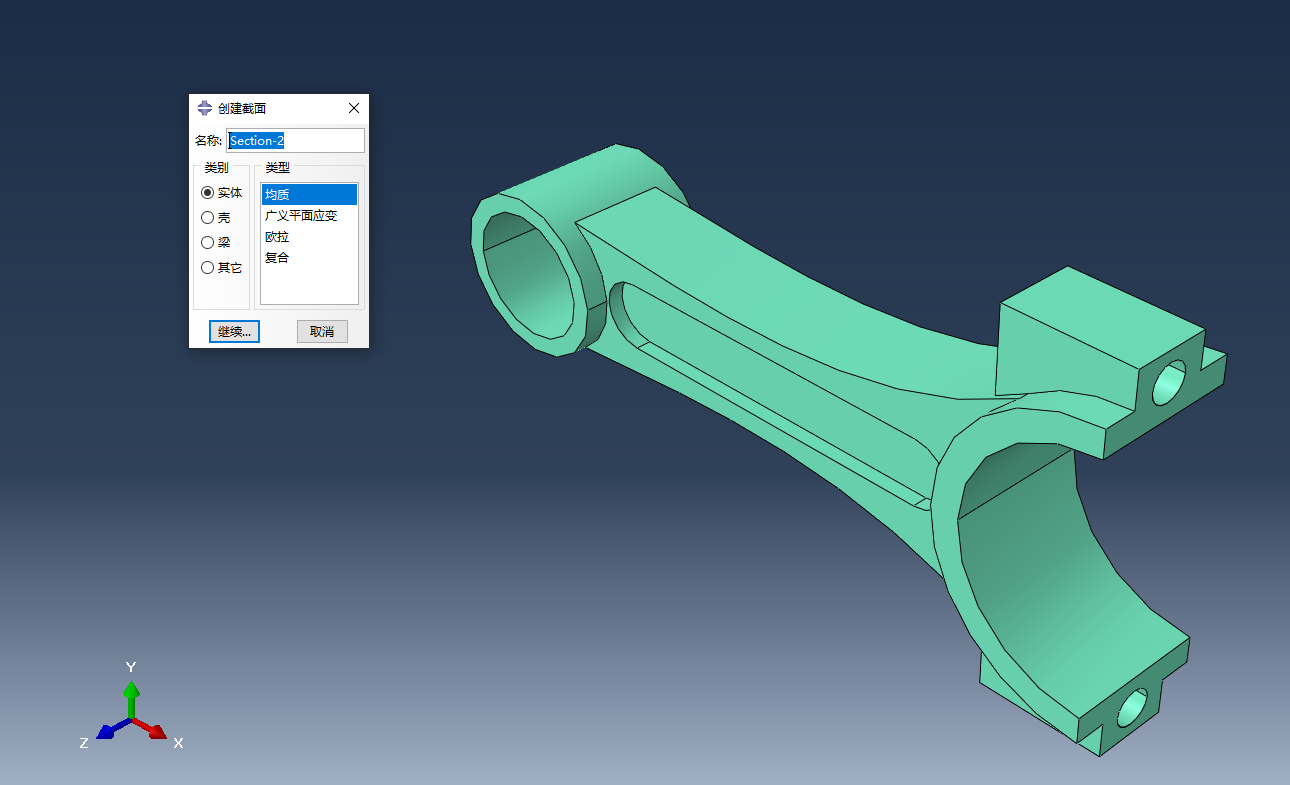 创建截面
名称: Section-2
类别 类型
实体 均质
壳 广义平面应变
梁 欧拉
其它 复合
继续... 取消
Y
Z X